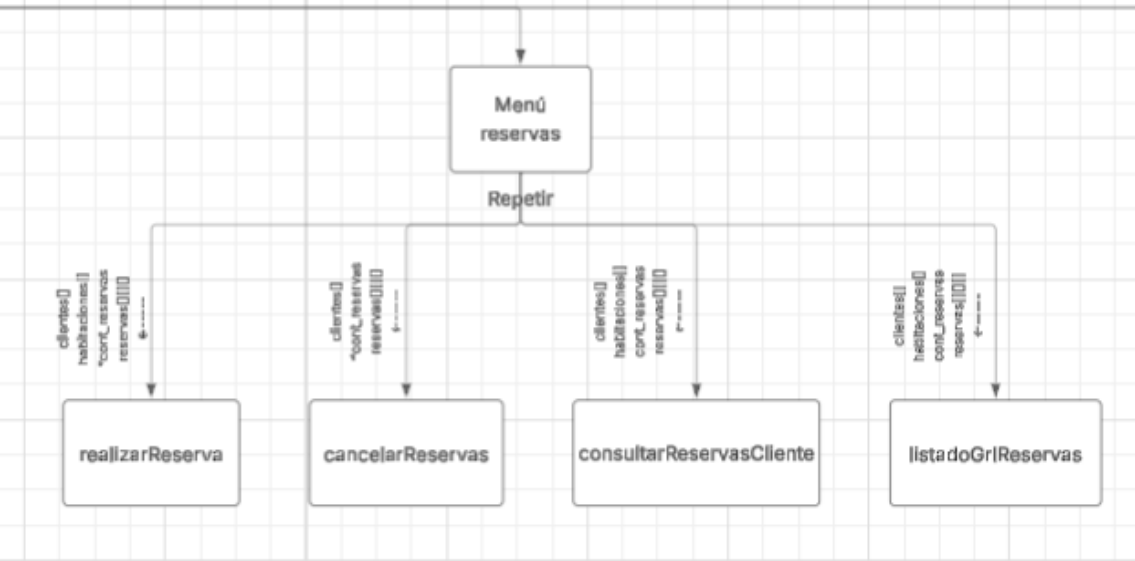 Menú
reservas
Repetir
clientes[]
habitaciones[]
*cont_reservas
reservas[][][]
<-----
clientes[]
*cont_reservas
reservas[][][]
<-----
clientes[]
habitaciones[]
cont_reservas
reservas[][][]
<-----
clientes[]
habitaciones[]
cont_reservas
reservas[][][]
<-----
realizarReserva
cancelarReservas
consultarReservasCliente
listadoGrlReservas